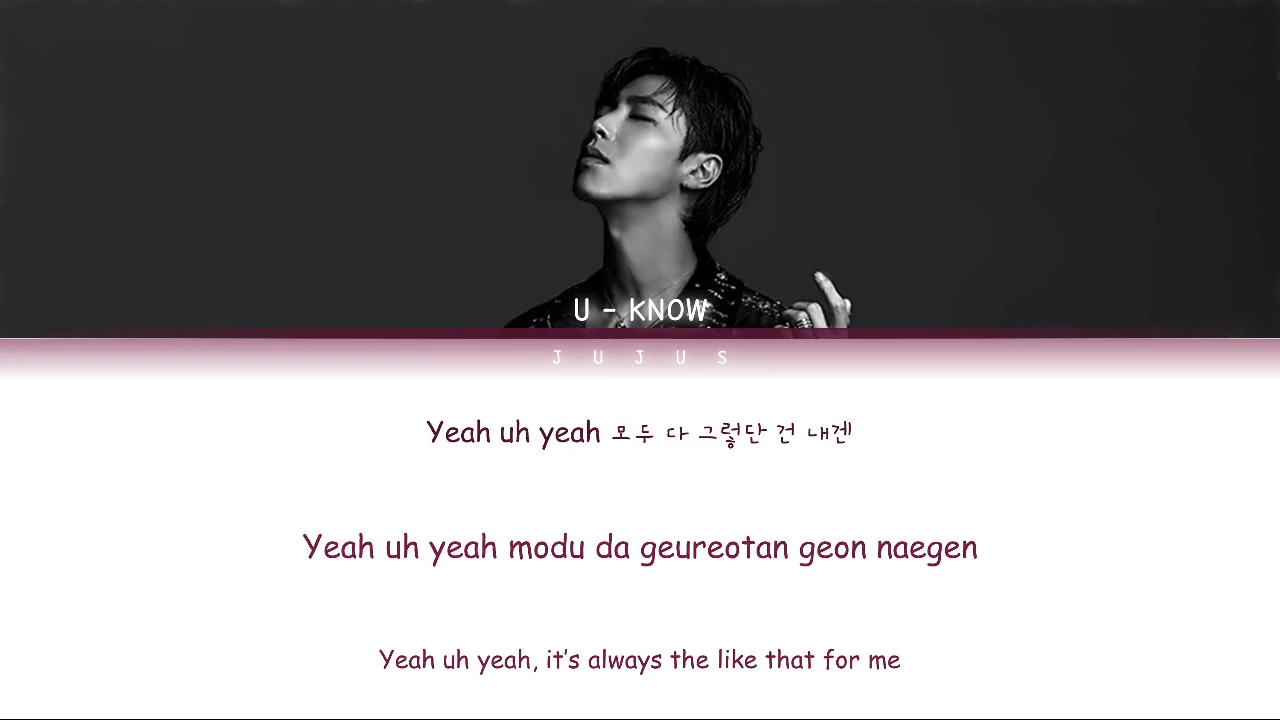 U - KNOW
J U J U S
Yeah uh yeah 모두 다 그렇단 건 내겐
Yeah uh yeah modu da geureotan geon naegen
Yeah uh yeah, it's always the like that for me